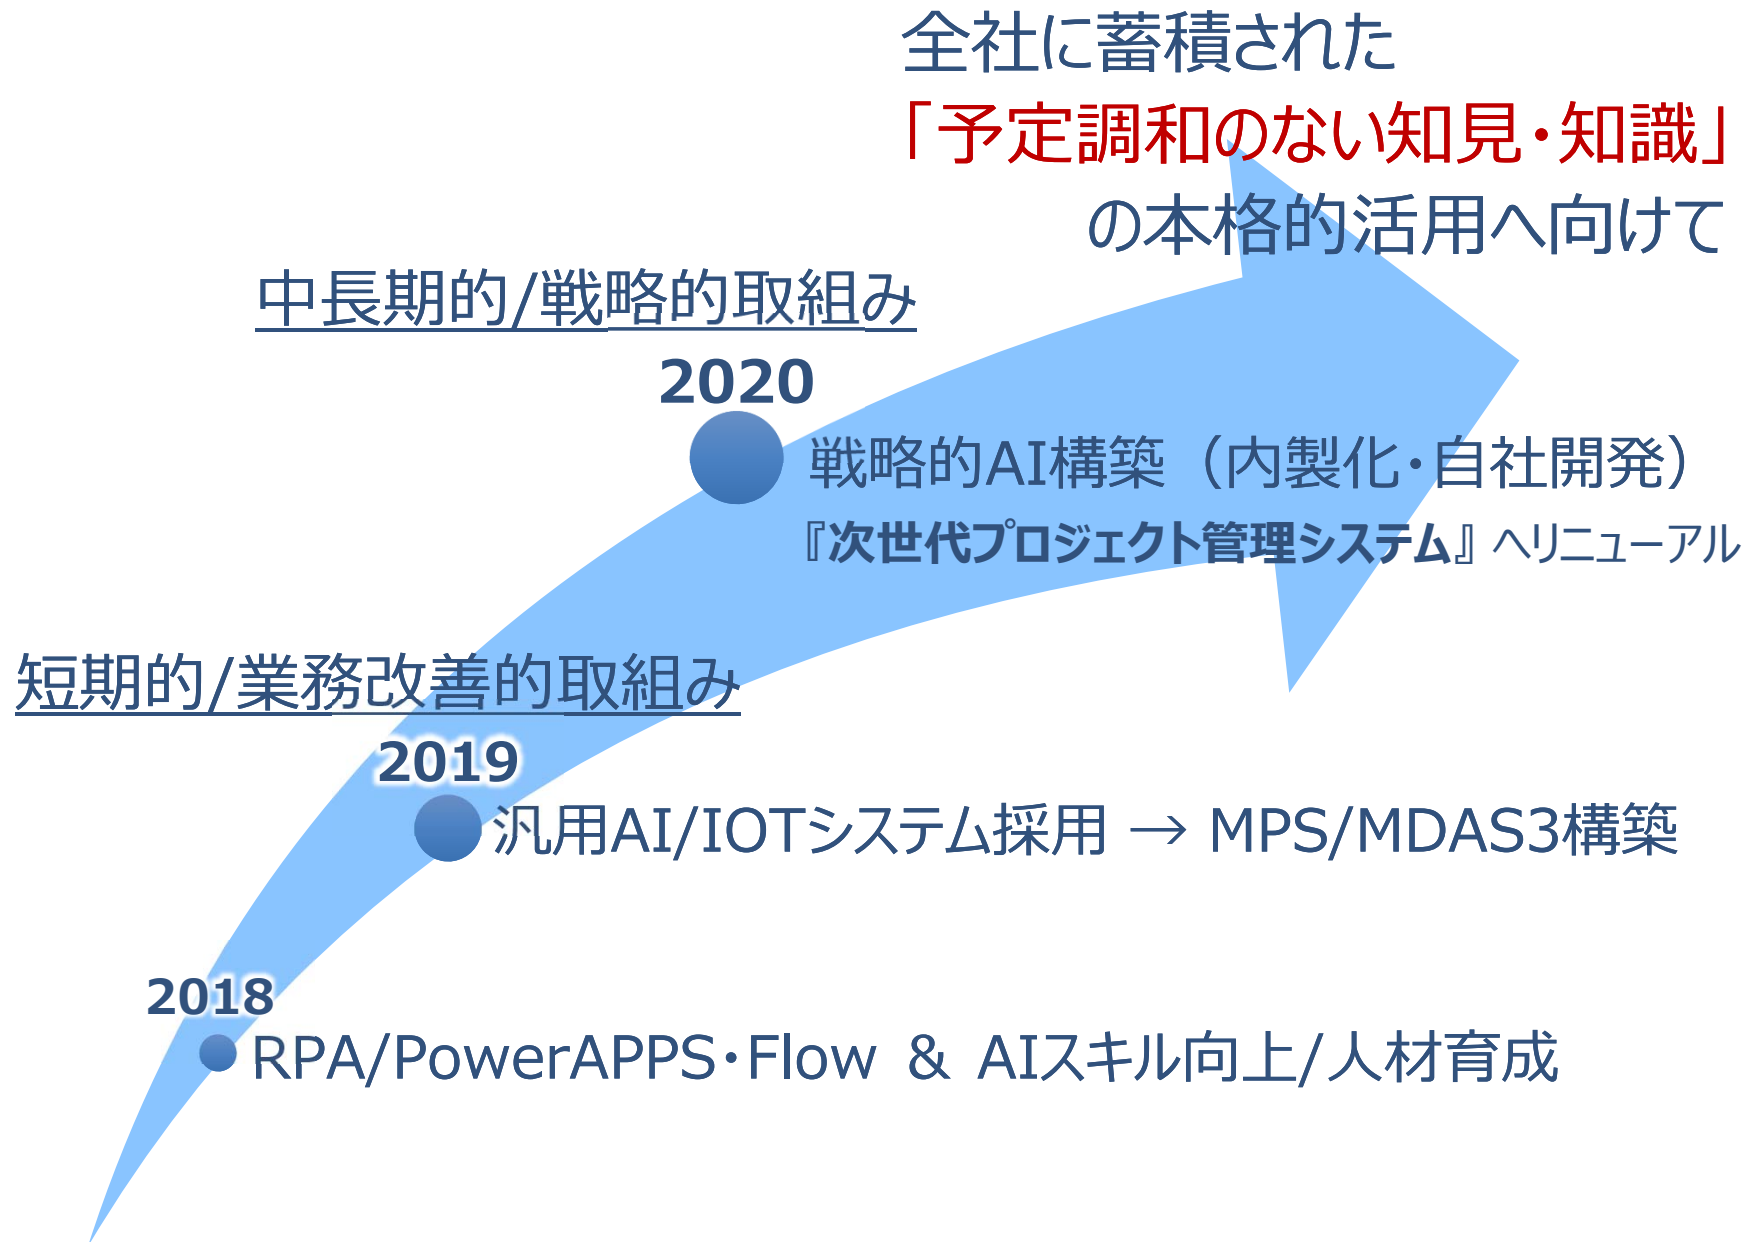 全社に蓄積された
「予定調和のない知見・知識」
の本格的活用へ向けて
中長期的/戦略的取組み
2020
戦略的AI構築（内製化・自社開発）
『次世代プロジェクト管理システム』へリニューアル
短期的/業務改善的取組み
2019
汎用AI/IOTシステム採用 → MPS/MDAS3構築
2018
RPA/PowerAPPS・Flow & AIスキル向上/人材育成